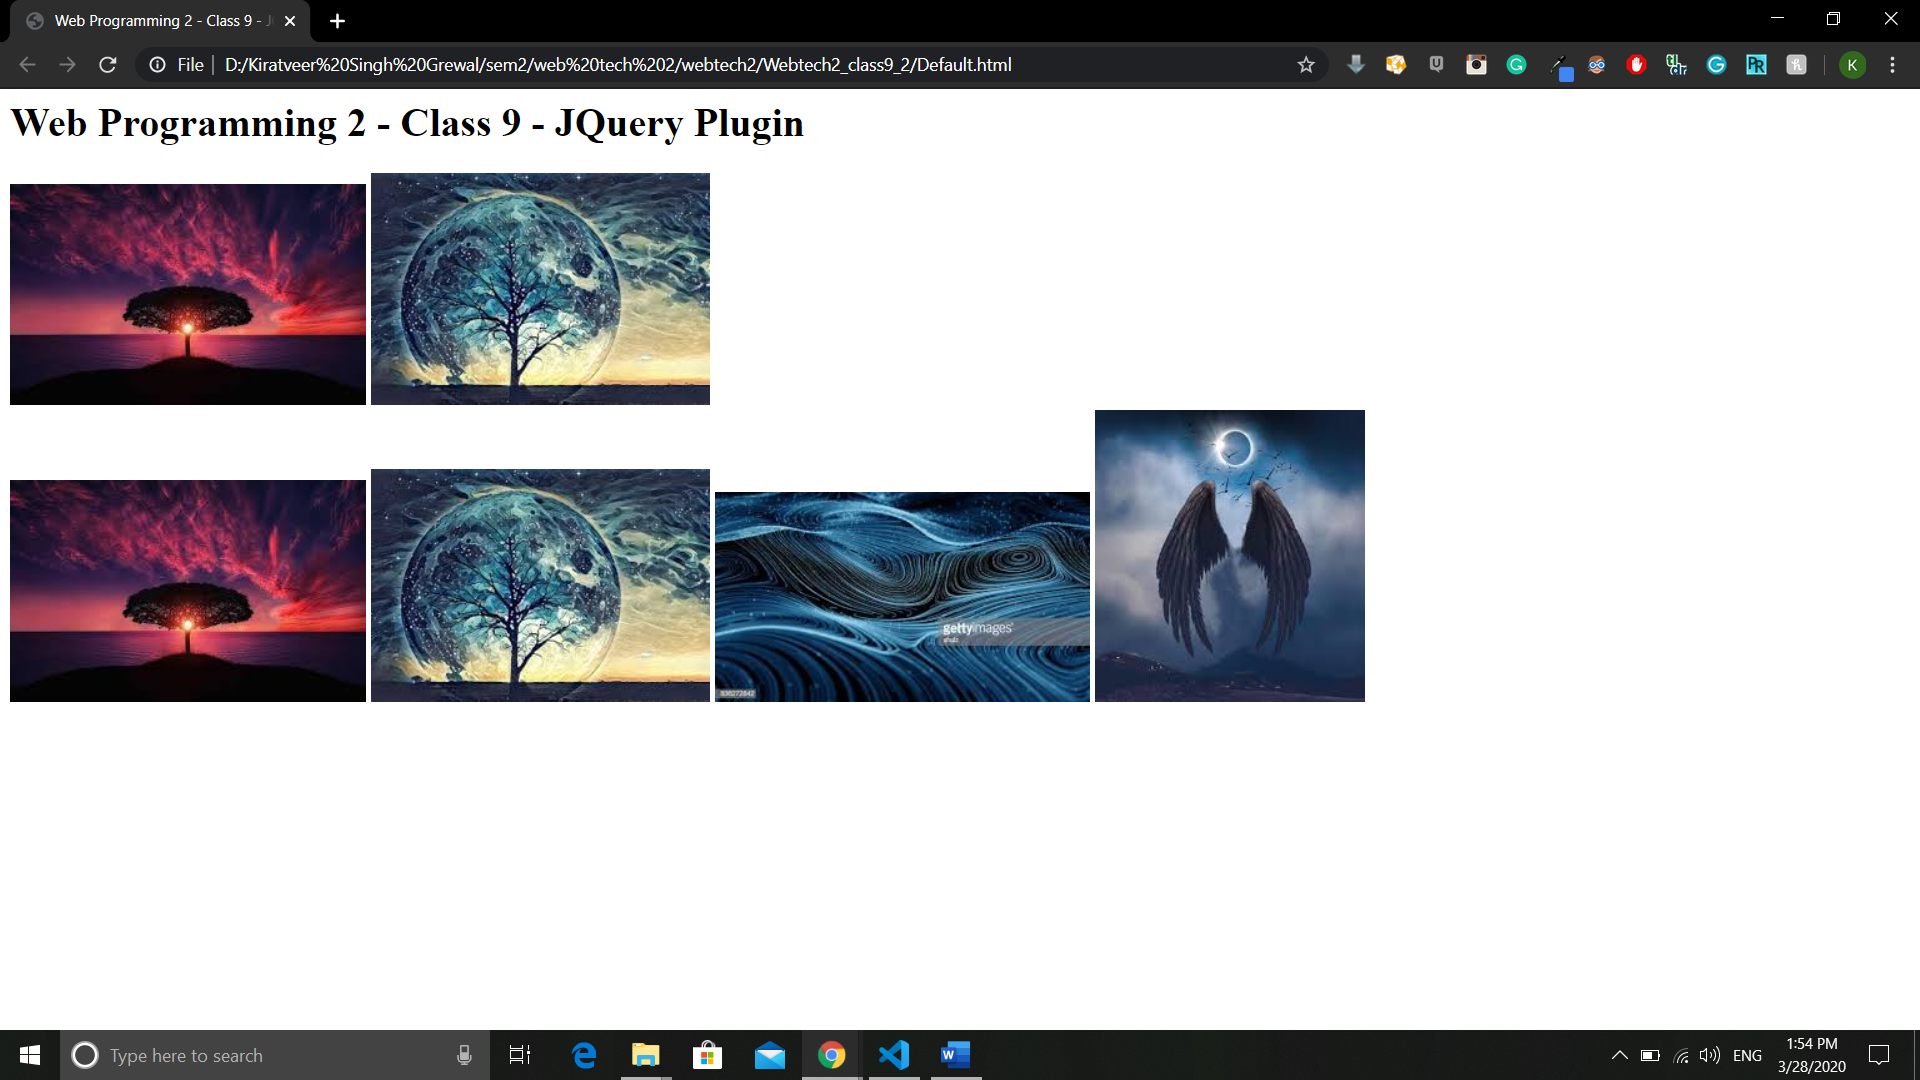 Web Programming 2 - Class 9 - J
File
D:/Kiratveer%20Singh%20Grewal/sem2/web%20tech%202/webtech2/Webtech2_class9_2/Default.html
K
Web Programming 2 - Class 9 - JQuery Plugin
gettyimages
Type here to search
ENG
1:54 PM
3/28/2020